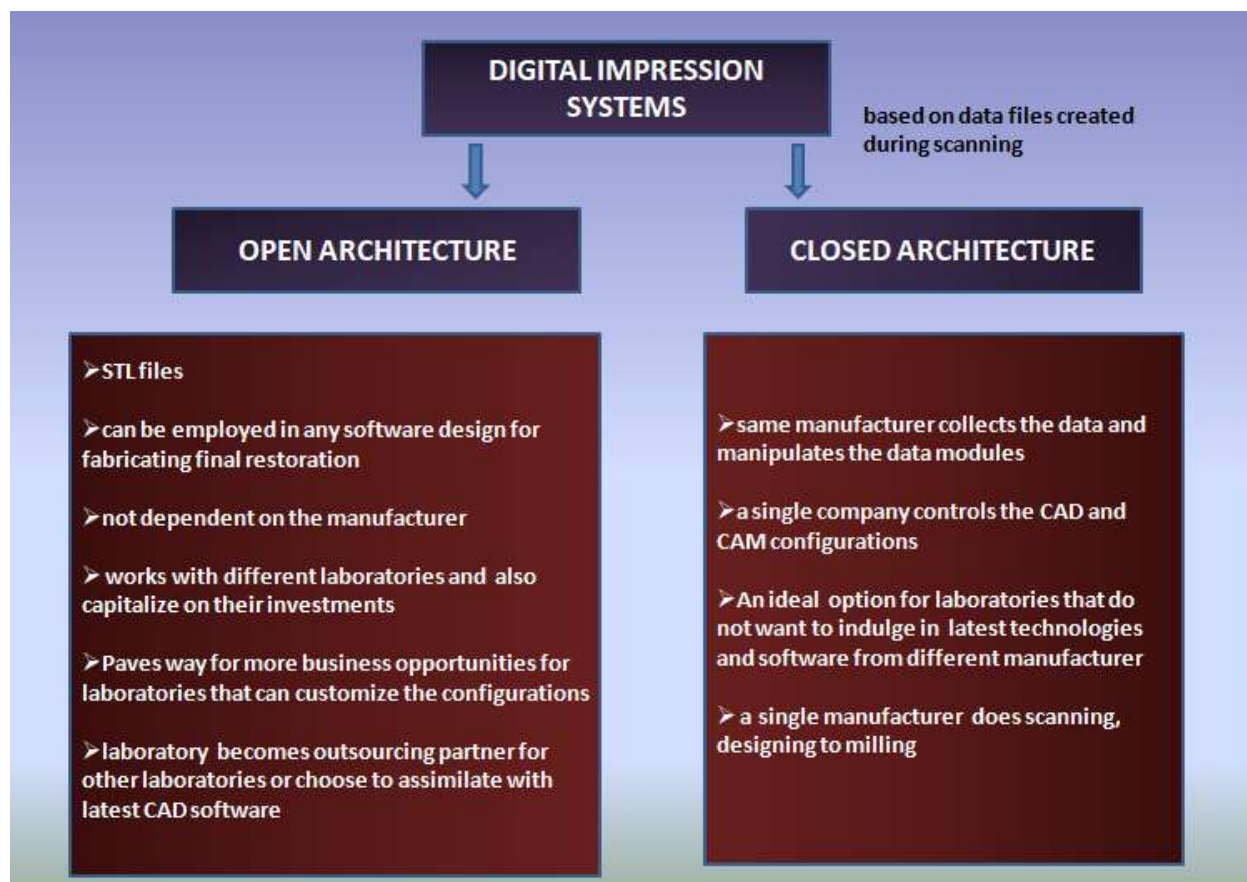 DIGITAL IMPRESSION
SYSTEMS
based on data files created
during scanning
OPEN ARCHITECTURE
CLOSED ARCHITECTURE
➢STL files
➢can be employed in any software design for
fabricating final restoration
➢not dependent on the manufacturer
➢ works with different laboratories and also
capitalize on their investments
➢Paves way for more business opportunities for
laboratories that can customize the configurations
➢laboratory becomes outsourcing partner for
other laboratories or choose to assimilate with
latest CAD software
➢same manufacturer collects the data and
manipulates the data modules
➢a single company controls the CAD and
CAM configurations
➢An ideal option for laboratories that do
not want to indulge in latest technologies
and software from different manufacturer
➢ a single manufacturer does scanning,
designing to milling